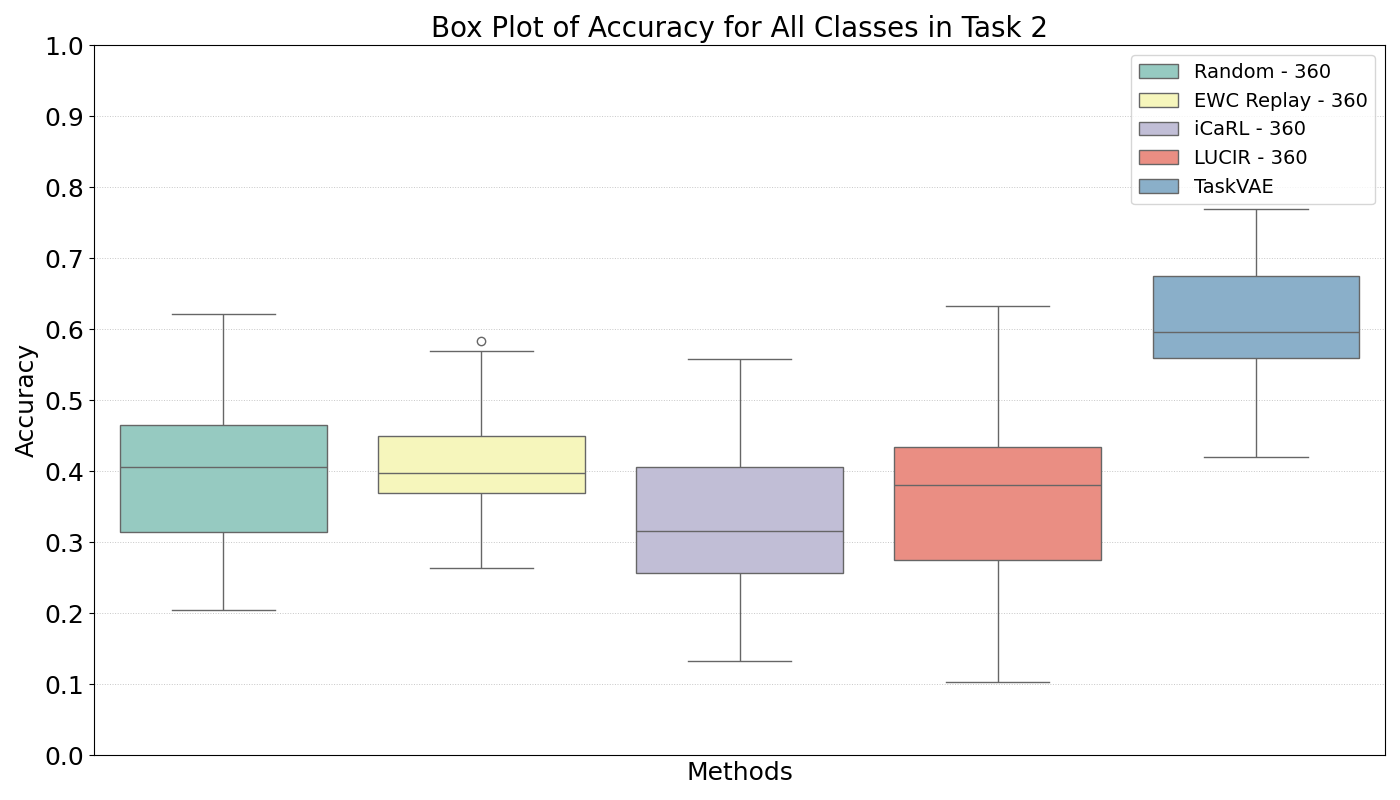 Box Plot of Accuracy for All Classes in Task 2
1.0
0.9
0.8
0.7
0.6
0.5
0.4
0.3
0.2
0.1
0.0
Accuracy
Methods
Random - 360
EWC Replay - 360
iCaRL - 360
LUCIR - 360
TaskVAE